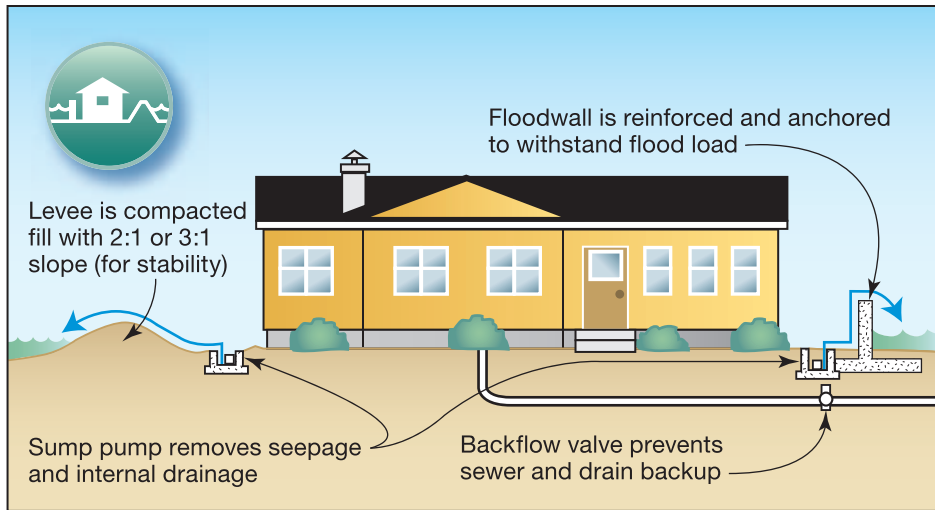 Floodwall is reinforced and anchored
to withstand flood load
Levee is compacted
fill with 2:1 or 3:1
slope (for stability)
Sump pump removes seepage
and internal drainage
Backflow valve prevents
sewer and drain backup